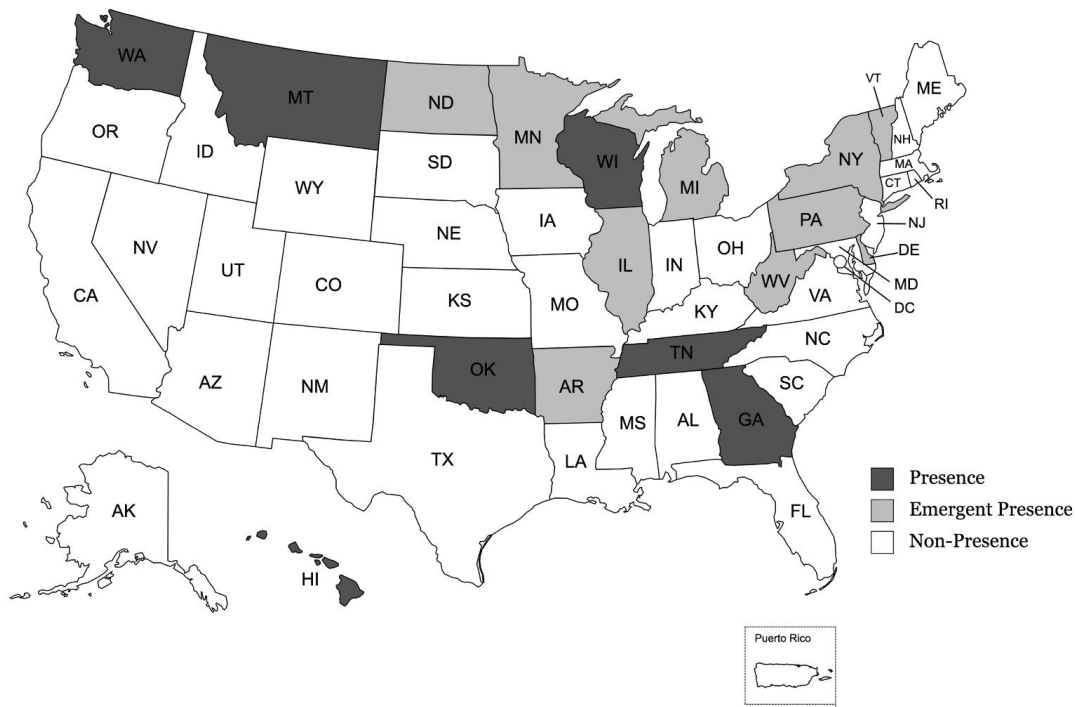 WA
MT
ND
MN
VT
ME
OR
ID
SD
WI
NY
NH
MA
WY
MI
CT
RI
IA
PA
NJ
NE
NV
OH
DE
UT
IL
IN
WV
MD
CO
CA
KS
MO
VA
DC
KY
NC
OK
TN
AZ
NM
AR
SC
MS
AL
GA
TX
LA
Presence
AK
FL
Emergent Presence
Non-Presence
HI
Puerto Rico